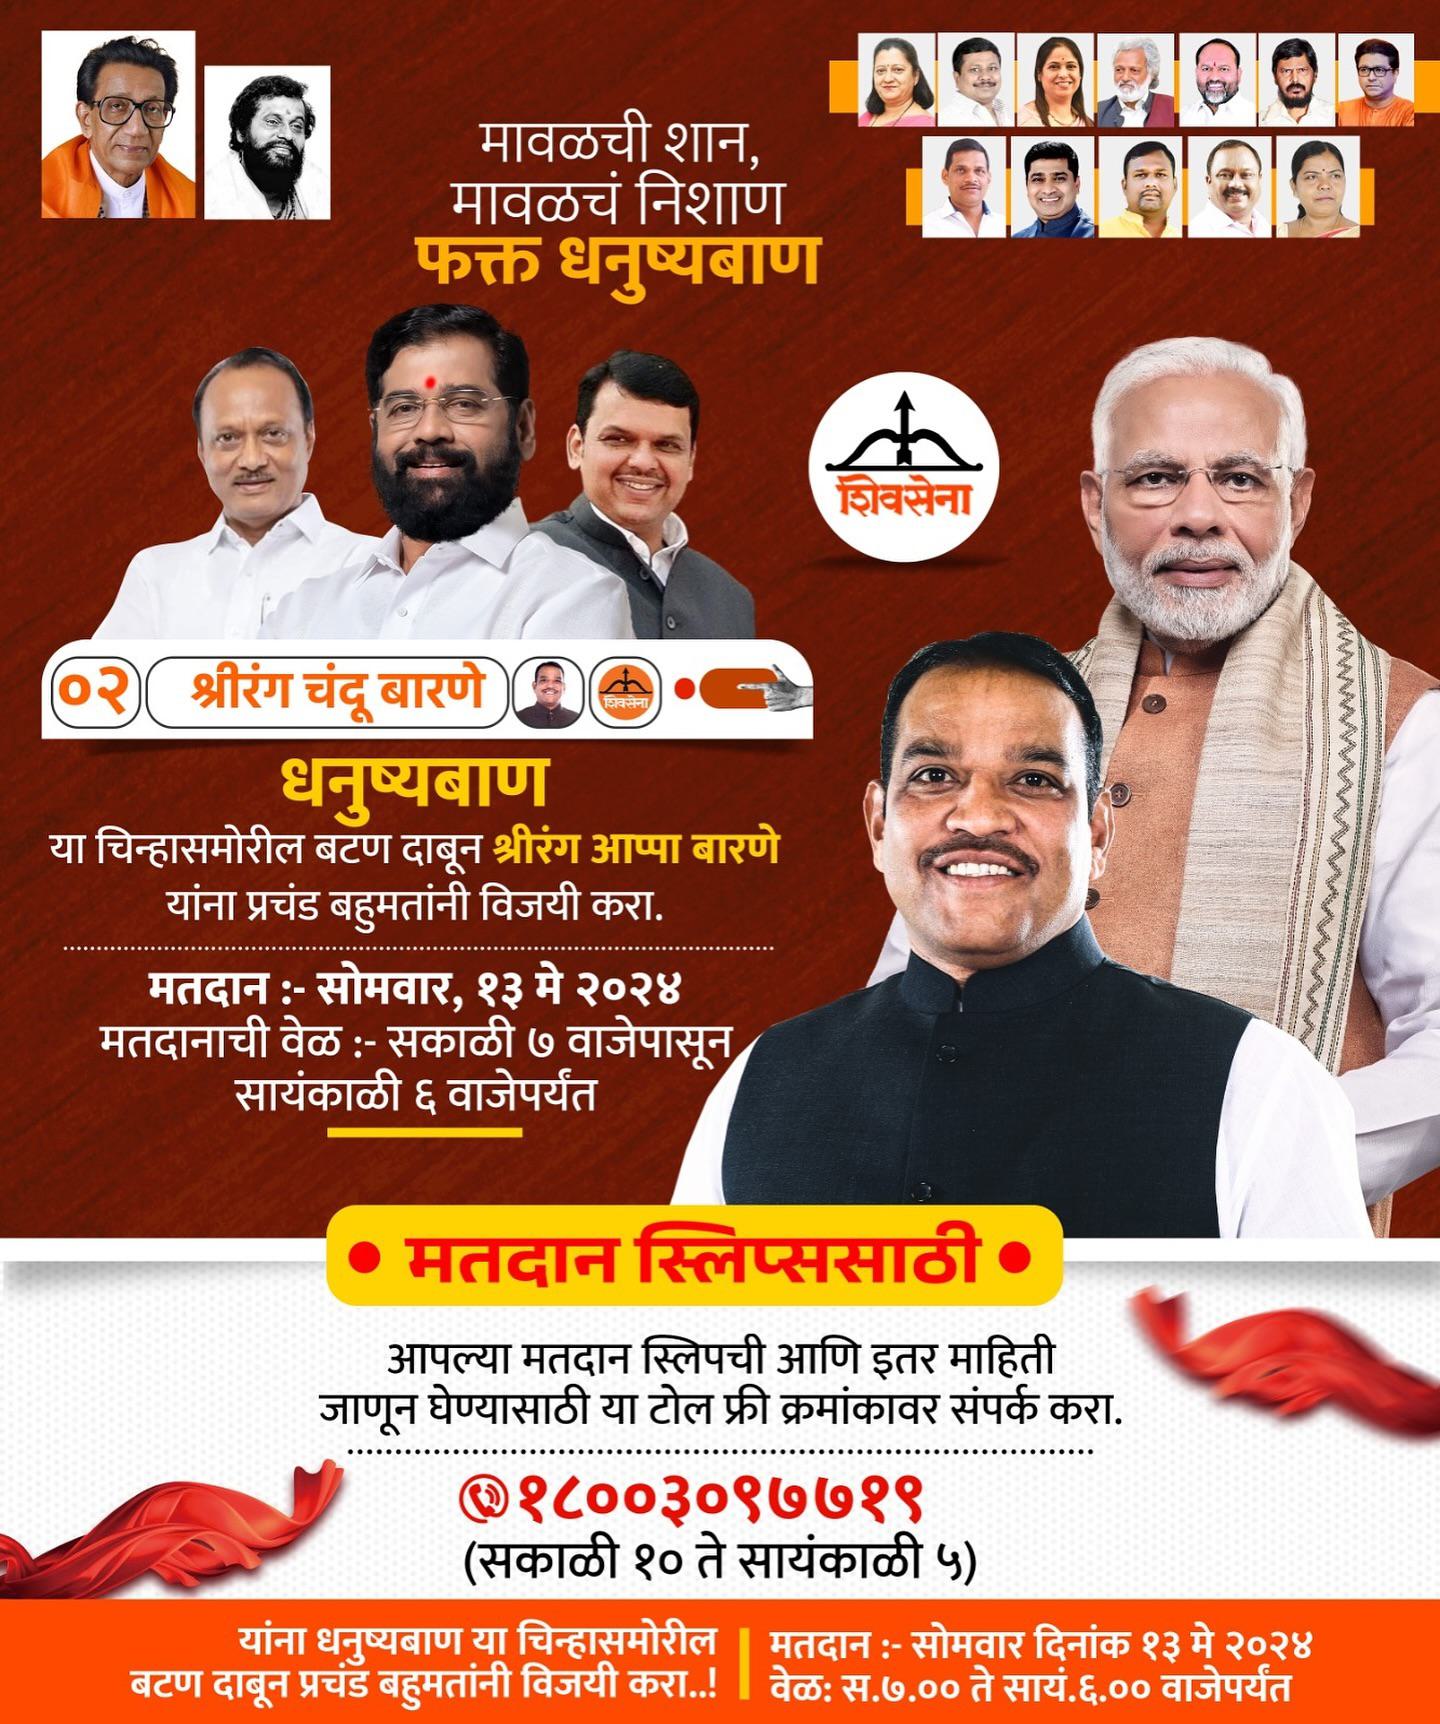 मावळची शान,
मावळचं निशाण
फक्त धनुष्यबाण
शिवसेना
०२ श्रीरंग चंदू बारणे शिवसेना
धनुष्यबाण
या चिन्हासमोरील बटण दाबून श्रीरंग आप्पा बारणे
यांना प्रचंड बहुमतांनी विजयी करा.
मतदान :- सोमवार, १३ मे २०२४
मतदानाची वेळ :- सकाळी ७ वाजेपासून
सायंकाळी ६ वाजेपर्यंत
• मतदान स्लिप्ससाठी •
आपल्या मतदान स्लिपची आणि इतर माहिती
जाणून घेण्यासाठी या टोल फ्री क्रमांकावर संपर्क करा.
१८००३०९७७१९
(सकाळी १० ते सायंकाळी ५)
यांना धनुष्यबाण या चिन्हासमोरील
बटण दाबून प्रचंड बहुमतांनी विजयी करा..!
मतदान :- सोमवार दिनांक १३ मे २०२४
वेळ: स.७.०० ते सायं.६.०० वाजेपर्यंत